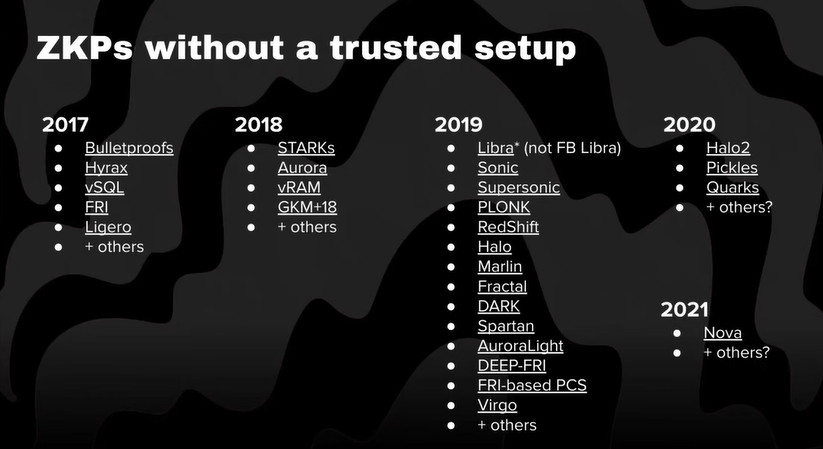 ZKPs without a trusted setup
2017
● Bulletproofs
● Hyrax
● vSQL
● FRI
● Ligero
● + others
2018
● STARKs
● Aurora
● vRAM
● GKM+18
● + others
2019
● Libra* (not FB Libra)
● Sonic
● Supersonic
● PLONK
● RedShift
● Halo
● Marlin
● Fractal
● DARK
● Spartan
● AuroraLight
● DEEP-FRI
● FRI-based PCS
● Virgo
● + others
2020
● Halo2
● Pickles
● Quarks
● + others?
2021
● Nova
● + others?